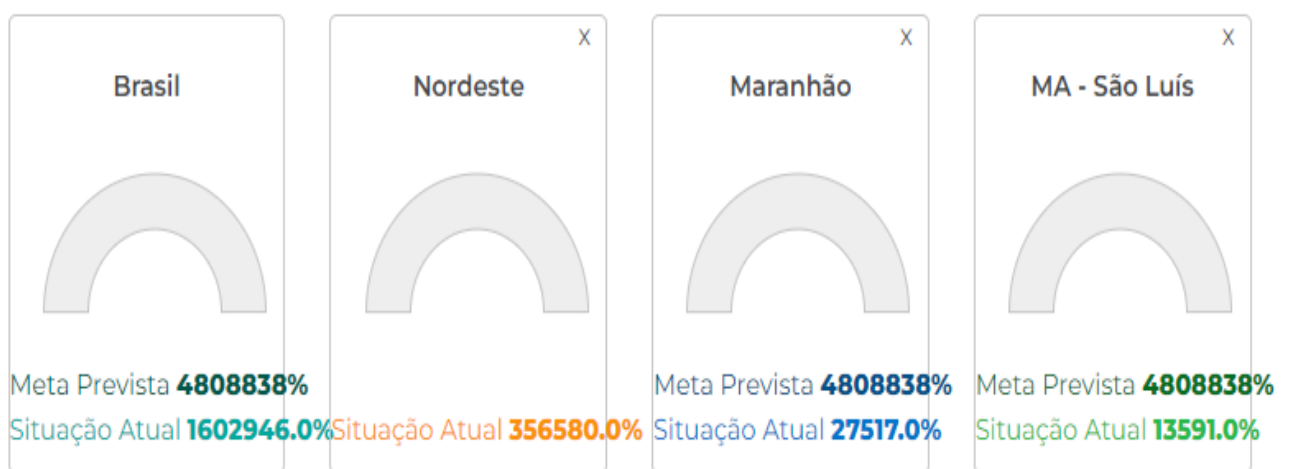 Brasil
Meta Prevista 4808838%
Situação Atual 1602946.0%
X
Nordeste
Situação Atual 356580.0%
X
Maranhão
Meta Prevista 4808838%
Situação Atual 27517.0%
X
MA - São Luís
Meta Prevista 4808838%
Situação Atual 13591.0%